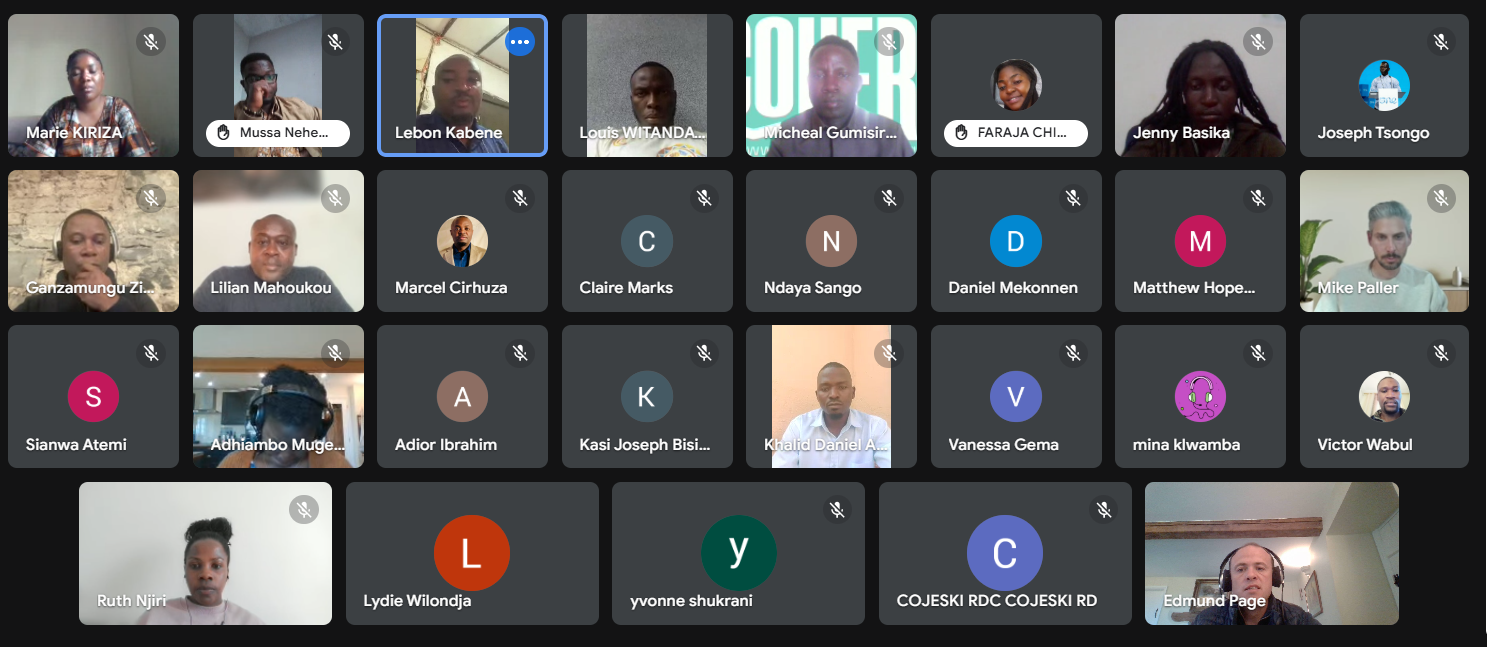 Marie KIRIZA
Mussa Nehe...
Lebon Kabene
Louis WITANDA...
COHER
Micheal Gumisir...
FARAJA CHI...
Jenny Basika
Joseph Tsongo
Ganzamungu Zi...
Lilian Mahoukou
Marcel Cirhuza
C
Claire Marks
N
Ndaya Sango
D
Daniel Mekonnen
M
Matthew Hope...
Mike Paller
S
Sianwa Atemi
Adhiambo Muge...
A
Adior Ibrahim
K
Kasi Joseph Bisi...
Khalid Daniel A...
V
Vanessa Gema
mina klwamba
Victor Wabul
Ruth Njiri
L
Lydie Wilondja
y
yvonne shukrani
C
COJESKI RDC COJESKI RD
Edmund Page